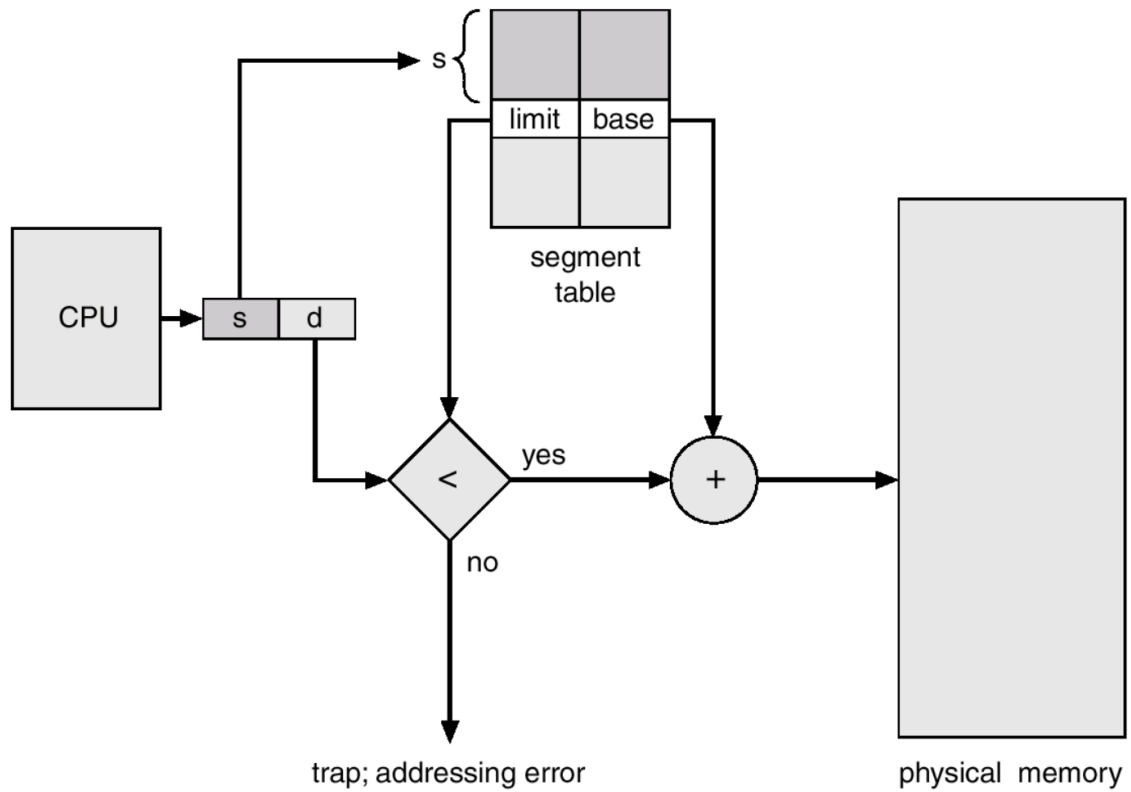 s
limit
base
segment
table
CPU
s
d
<
yes
+
no
trap; addressing error
physical memory